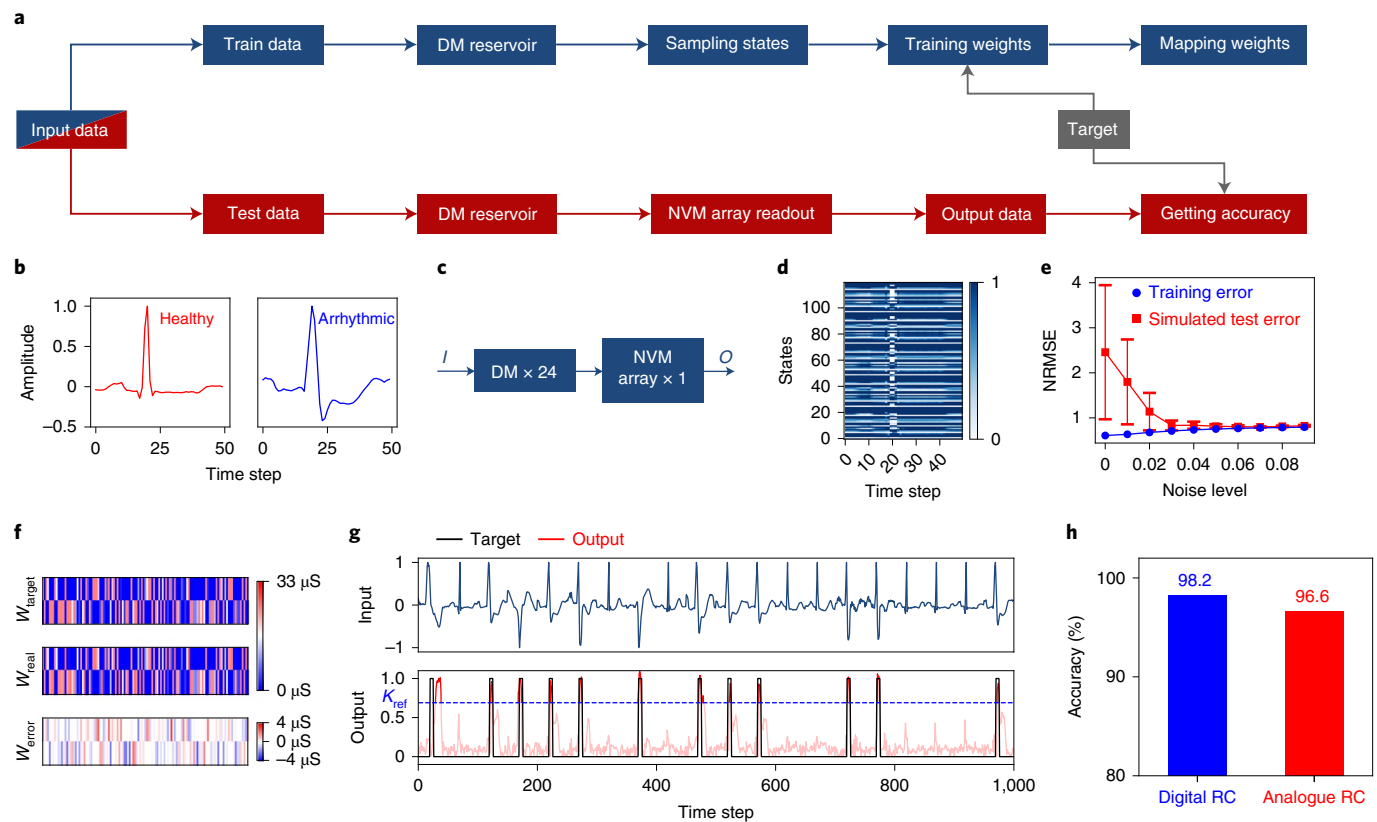 a
Train data
DM reservoir
Sampling states
Training weights
Mapping weights
Input data
Target
Test data
DM reservoir
NVM array readout
Output data
Getting accuracy
b
Amplitude
1.0
0.5
0
–0.5
Healthy
Arrhythmic
0
50
0
50
Time step
c
I
DM × 24
NVM
array × 1
O
d
States
100
80
60
40
20
0
0
10
20
30
40
Time step
1
0
e
NRMSE
4
3
2
1
Training error
Simulated test error
0
0.02
0.04
0.06
0.08
Noise level
f
Wtarget
Wreal
Werror
33 µS
0 µS
4 µS
0 µS
–4 µS
g
Target
Output
Input
1
0
–1
Output
1.0
Kref
0.5
0
0
200
400
600
800
1,000
Time step
h
Accuracy (%)
100
90
80
98.2
96.6
Digital RC
Analogue RC